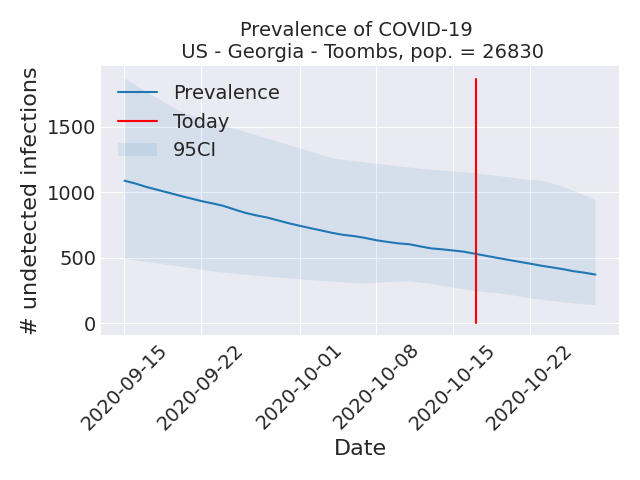 Prevalence of COVID-19
US - Georgia - Toombs, pop. = 26830
# undetected infections
1500
1000
500
0
Prevalence
Today
95CI
2020-09-15
2020-09-22
2020-10-01
2020-10-08
2020-10-15
2020-10-22
Date